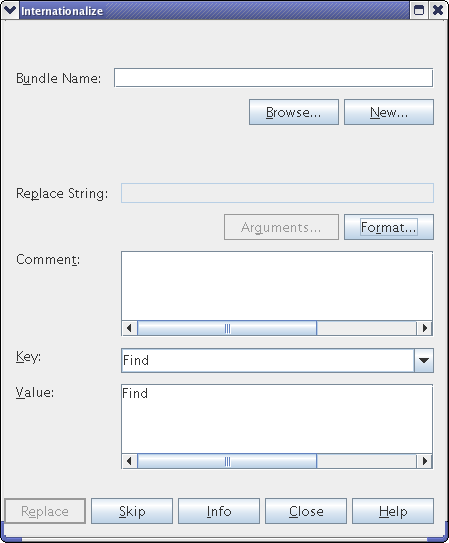 Internationalize
Bundle Name:
Browse... New...
Replace String:
Arguments... Format...
Comment:
Key: Find
Value: Find
Replace Skip Info Close Help